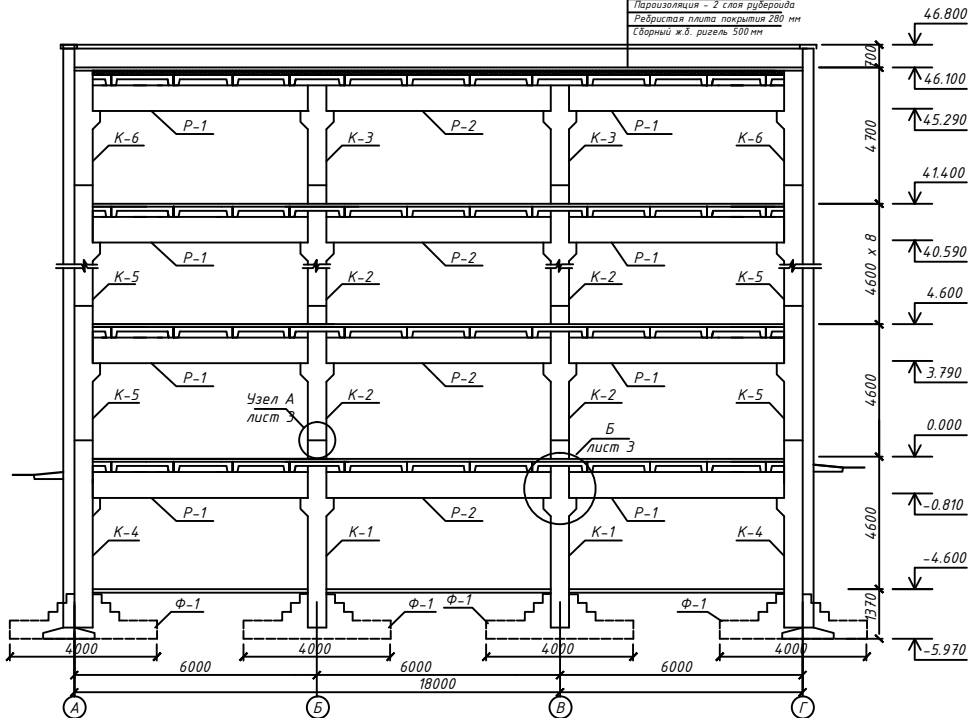 Пароизоляция - 2 слоя рубероида
Ребристая плита покрытия 280 мм
Сборный ж.б. ригель 500 мм
46.800
700
46.100
Р-1
Р-2
Р-1
45.290
К-6
К-3
К-3
К-6
4700
41.400
Р-1
Р-2
Р-1
40.590
4600 x 8
К-5
К-2
К-2
К-5
4.600
Р-1
Р-2
Р-1
3.790
К-5
Узел А
лист 3
К-2
К-2
К-5
4600
Б
лист 3
0.000
Р-1
Р-2
Р-1
-0.810
К-4
К-1
К-1
К-4
4600
-4.600
Ф-1
Ф-1
Ф-1
Ф-1
1370
4000
4000
4000
4000
-5.970
6000
6000
6000
18000
А
Б
В
Г